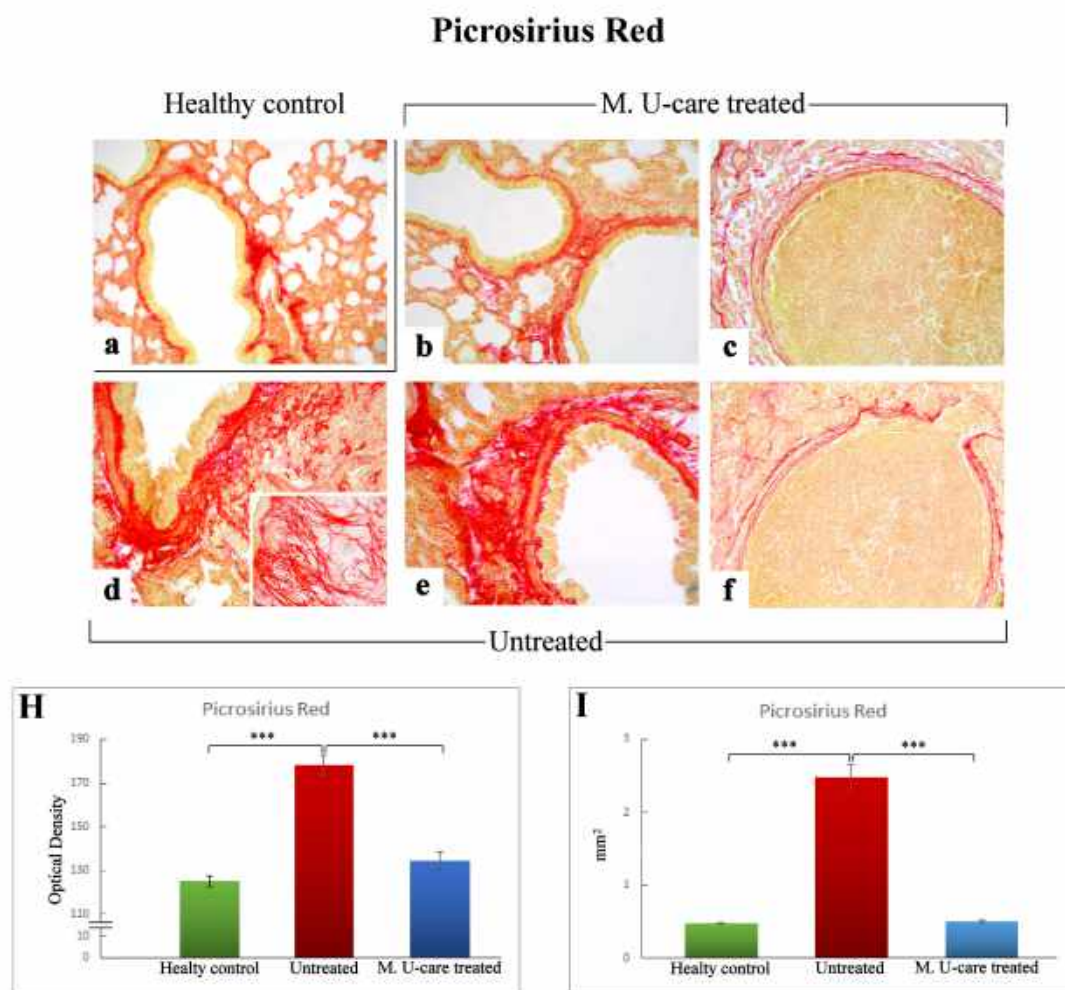 Picrosirius Red
Healthy control
M. U-care treated
a
b
c
d
e
f
Untreated
H
Picrosirius Red
Optical Density
190
170
150
130
110
10
0
***
***
Healty control
Untreated
M. U-care treated
I
Picrosirius Red
mm²
3
2
1
0
***
***
Healty control
Untreated
M. U-care treated